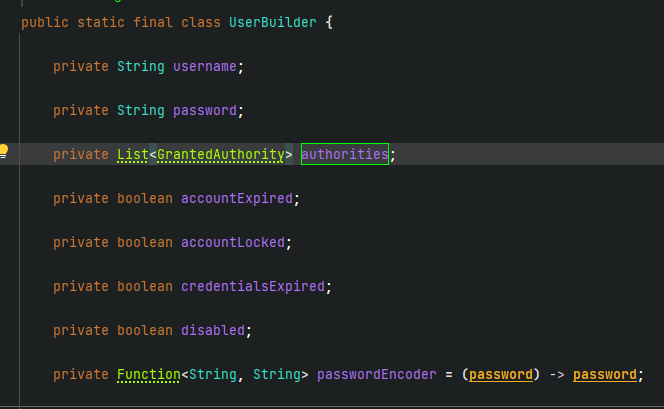 public static final class UserBuilder {
private String username;
private String password;
private List<GrantedAuthority> authorities;
private boolean accountExpired;
private boolean accountLocked;
private boolean credentialsExpired;
private boolean disabled;
private Function<String, String> passwordEncoder = (password) -> password;